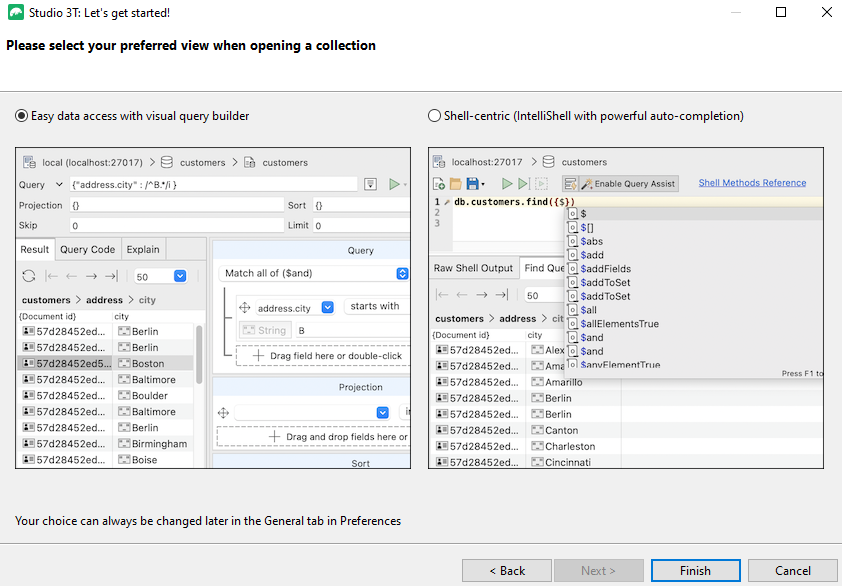 Studio 3T: Let's get started!
Please select your preferred view when opening a collection
Easy data access with visual query builder
local (localhost:27017) > customers > customers
Query {"address.city" : /^B.*/i }
Projection {} Sort {}
Skip 0 Limit 0
Result Query Code Explain
50
customers > address > city
{Document id} city
57d28452ed... Berlin
57d28452ed... Berlin
57d28452ed5... Boston
57d28452ed... Baltimore
57d28452ed... Boulder
57d28452ed... Baltimore
57d28452ed... Berlin
57d28452ed... Birmingham
57d28452ed... Boise
Query
Match all of ($and)
address.city starts with
String B
Drag field here or double-click
Projection
Drag and drop fields here or
Sort
Shell-centric (IntelliShell with powerful auto-completion)
localhost:27017 > customers
Enable Query Assist Shell Methods Reference
1 db.customers.find({$})
2
3
$
$[]
$abs
$add
$addFields
$addToSet
$addToSet
$all
$allElementsTrue
$and
$and
$anyElementTrue
Press F1 to
Raw Shell Output Find Que
50
customers > address > cit
{Document id} city
57d28452ed... Alex
57d28452ed... Ama
57d28452ed... Amarillo
57d28452ed... Berlin
57d28452ed... Berlin
57d28452ed... Canton
57d28452ed... Charleston
57d28452ed... Cincinnati
Your choice can always be changed later in the General tab in Preferences
< Back Next > Finish Cancel